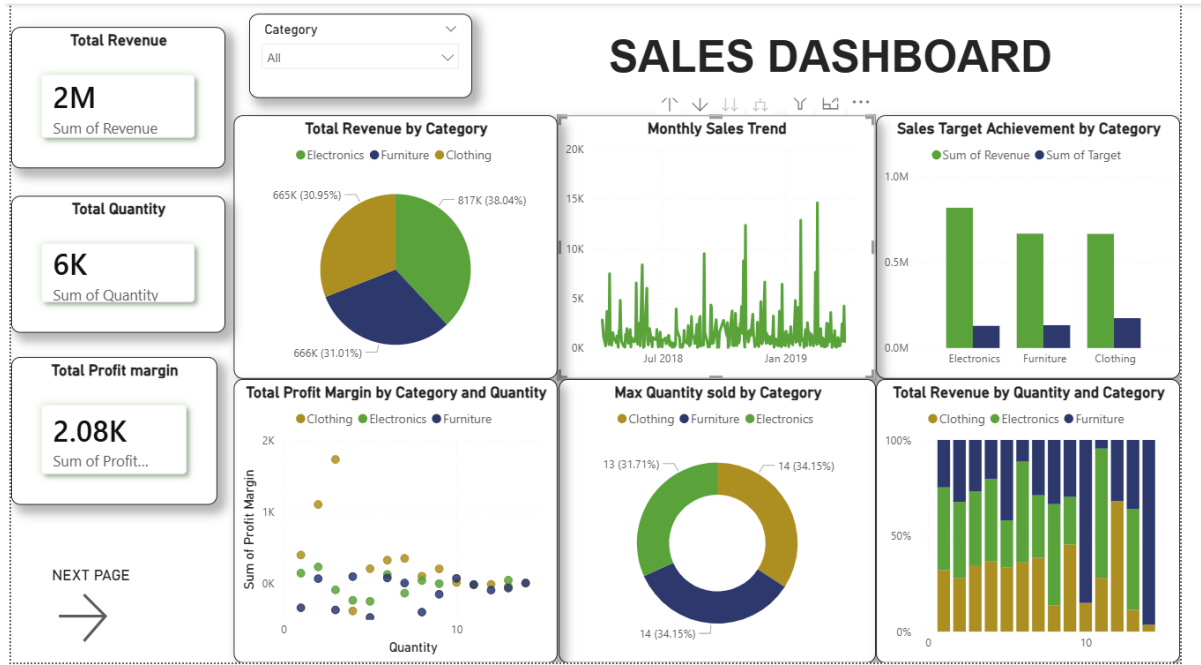 Total Revenue
2M
Sum of Revenue
Category
All
SALES DASHBOARD
Total Quantity
6K
Sum of Quantity
Total Profit margin
2.08K
Sum of Profit...
NEXT PAGE
Total Revenue by Category
Electronics Furniture Clothing
665K (30.95%)
817K (38.04%)
666K (31.01%)
Monthly Sales Trend
20K
15K
10K
5K
0K
Jul 2018 Jan 2019
Sales Target Achievement by Category
Sum of Revenue Sum of Target
1.0M
0.5M
0.0M
Electronics Furniture Clothing
Total Profit Margin by Category and Quantity
Clothing Electronics Furniture
Sum of Profit Margin
2K
1K
0K
0 10
Quantity
Max Quantity sold by Category
Clothing Furniture Electronics
13 (31.71%)
14 (34.15%)
14 (34.15%)
Total Revenue by Quantity and Category
Clothing Electronics Furniture
100%
50%
0%
0 10